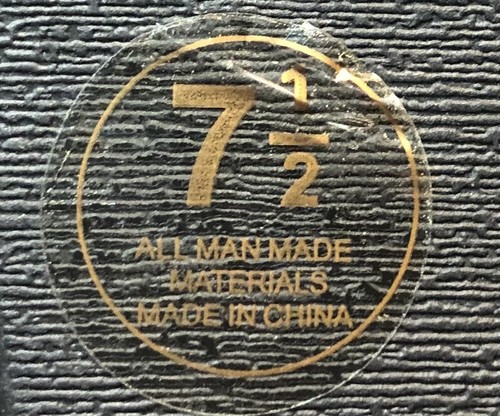 7 1/2
ALL MAN MADE
MATERIALS
MADE IN CHINA